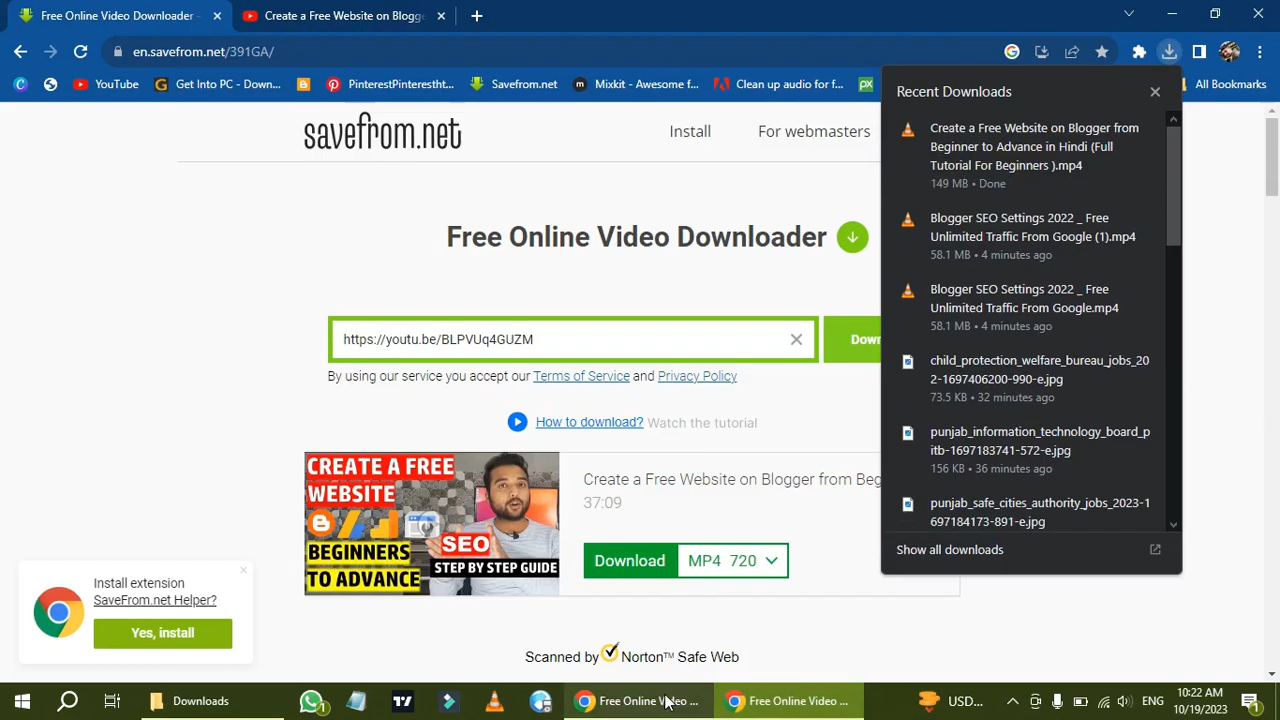 Free Online Video Downloader -
Create a Free Website on Blogge
en.savefrom.net/391GA/
YouTube
Get Into PC - Down...
PinterestPinterestht...
Savefrom.net
Mixkit - Awesome f...
Clean up audio for f...
All Bookmarks
savefrom.net
Install
For webmasters
Free Online Video Downloader
https://youtu.be/BLPVUq4GUZM
Down
By using our service you accept our Terms of Service and Privacy Policy
How to download? Watch the tutorial
CREATE A FREE
WEBSITE
SEO
BEGINNERS
TO ADVANCE
STEP BY STEP GUIDE
Create a Free Website on Blogger from Beg
37:09
Download
MP4 720
Scanned by Norton™ Safe Web
Install extension
SaveFrom.net Helper?
Yes, install
Recent Downloads
Create a Free Website on Blogger from
Beginner to Advance in Hindi (Full
Tutorial For Beginners ).mp4
149 MB • Done
Blogger SEO Settings 2022 _ Free
Unlimited Traffic From Google (1).mp4
58.1 MB • 4 minutes ago
Blogger SEO Settings 2022 _ Free
Unlimited Traffic From Google.mp4
58.1 MB • 4 minutes ago
child_protection_welfare_bureau_jobs_20
2-1697406200-990-e.jpg
73.5 KB • 32 minutes ago
punjab_information_technology_board_p
itb-1697183741-572-e.jpg
156 KB • 36 minutes ago
punjab_safe_cities_authority_jobs_2023-1
697184173-891-e.jpg
Show all downloads
Downloads
1
Free Online Video ...
Free Online Video ...
USD...
ENG
10:22 AM
10/19/2023
1